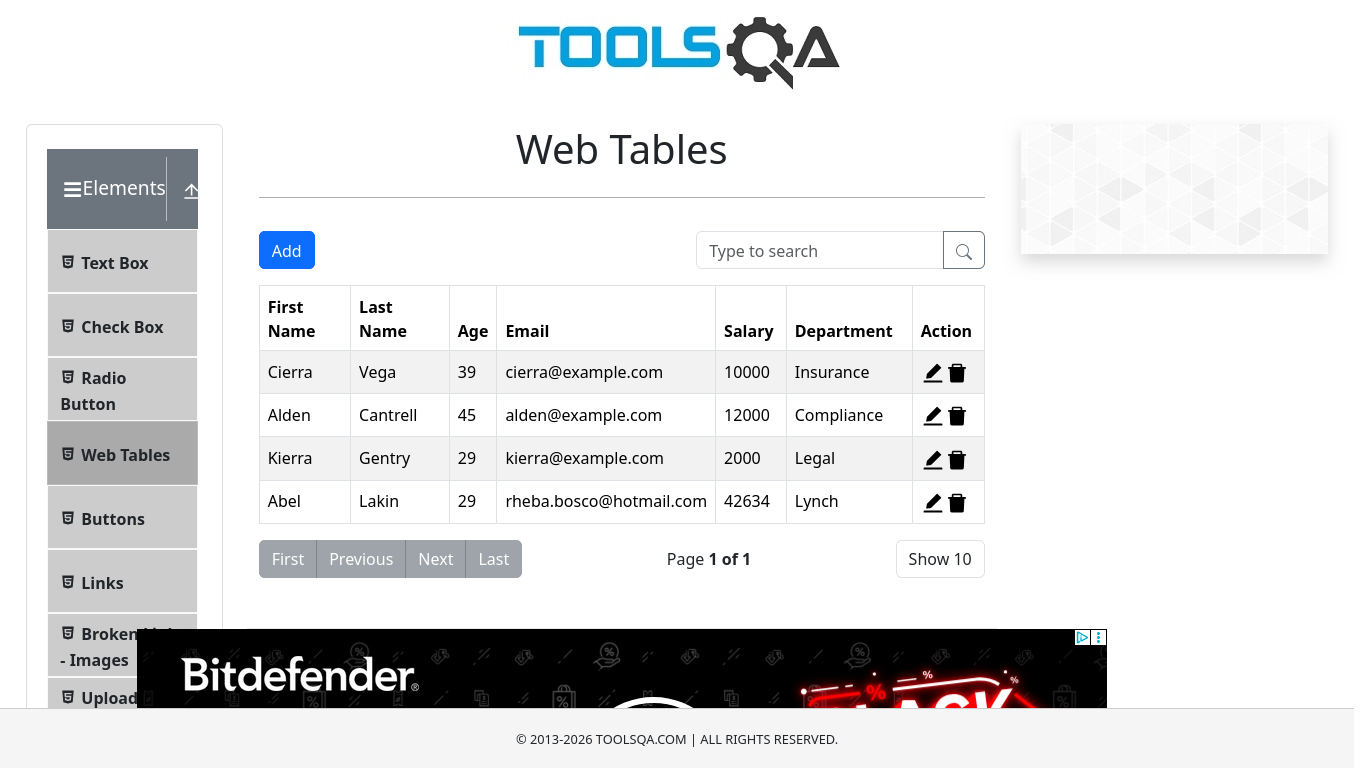 TOOLSQA
Web Tables
Elements
Text Box
Check Box
Radio
Button
Web Tables
Buttons
Links
Broken
- Images
Upload
Add
Type to search
First Name Last Name Age Email Salary Department Action
Cierra Vega 39 cierra@example.com 10000 Insurance
Alden Cantrell 45 alden@example.com 12000 Compliance
Kierra Gentry 29 kierra@example.com 2000 Legal
Abel Lakin 29 rheba.bosco@hotmail.com 42634 Lynch
First Previous Next Last Page 1 of 1 Show 10
Bitdefender®
BLACK
© 2013-2026 TOOLSQA.COM | ALL RIGHTS RESERVED.